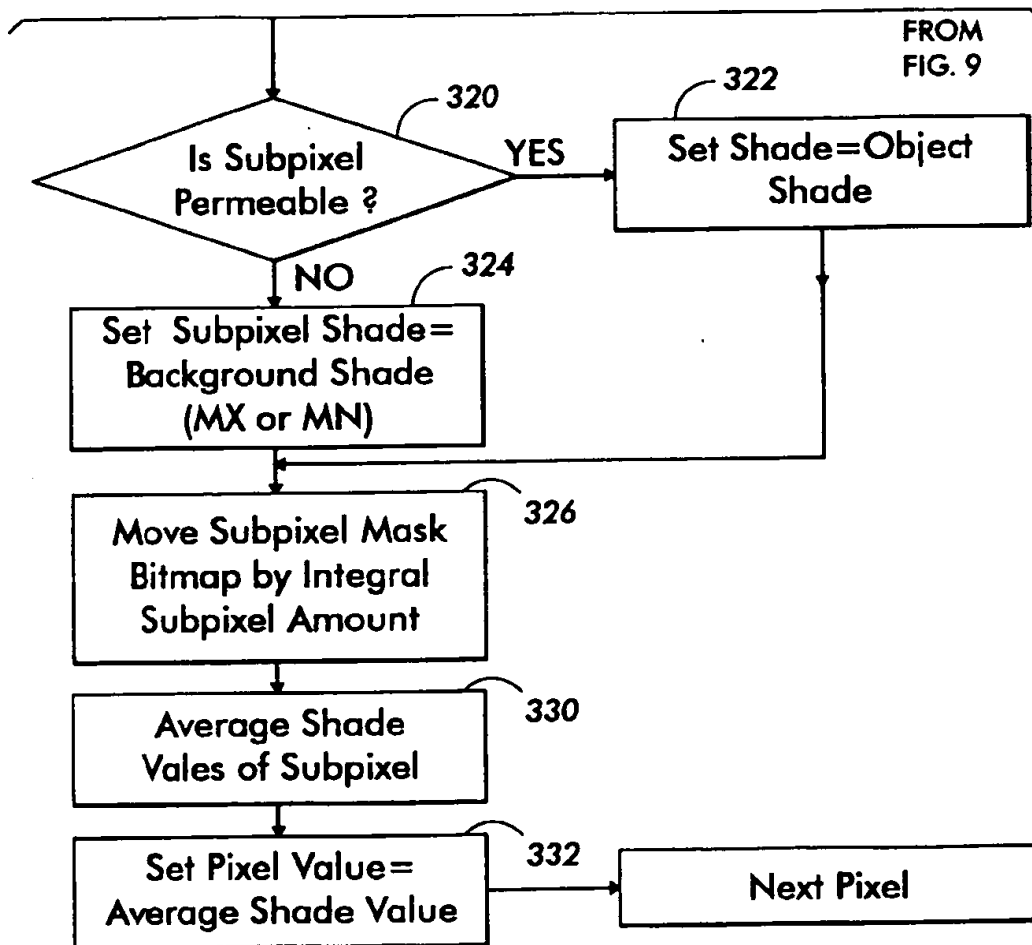 FROM
FIG. 9
320
322
Is Subpixel
Permeable ?
YES
Set Shade=Object
Shade
NO
324
Set Subpixel Shade=
Background Shade
(MX or MN)
326
Move Subpixel Mask
Bitmap by Integral
Subpixel Amount
330
Average Shade
Vales of Subpixel
332
Set Pixel Value=
Average Shade Value
Next Pixel